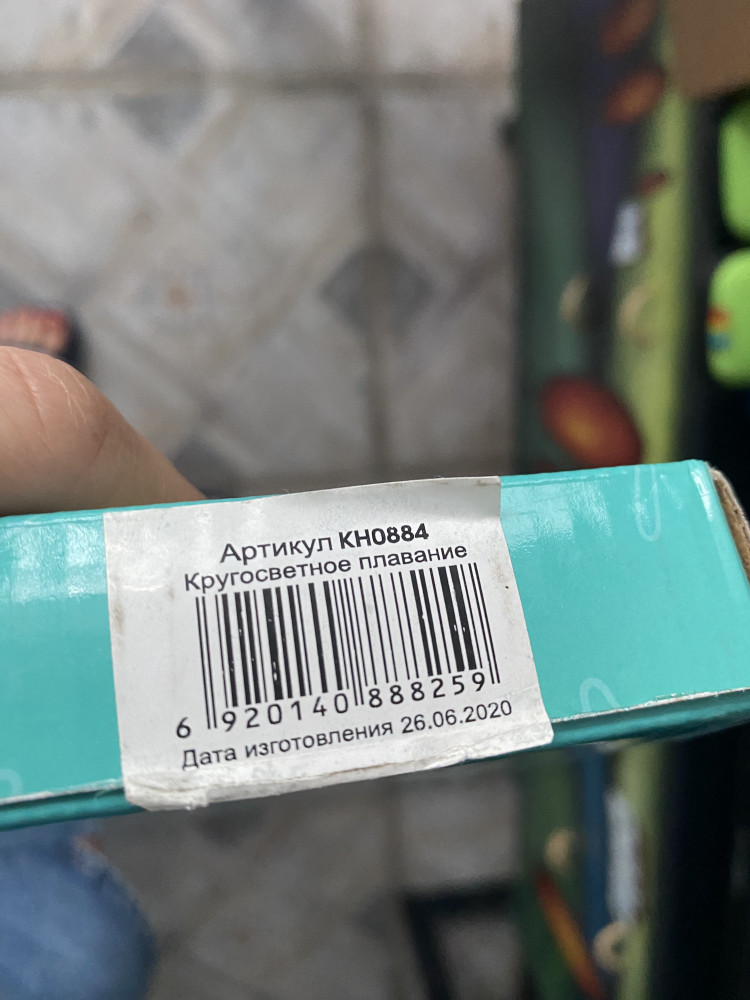 Артикул KH0884
Кругосветное плавание
6 920140 888259
Дата изготовления 26.06.2020